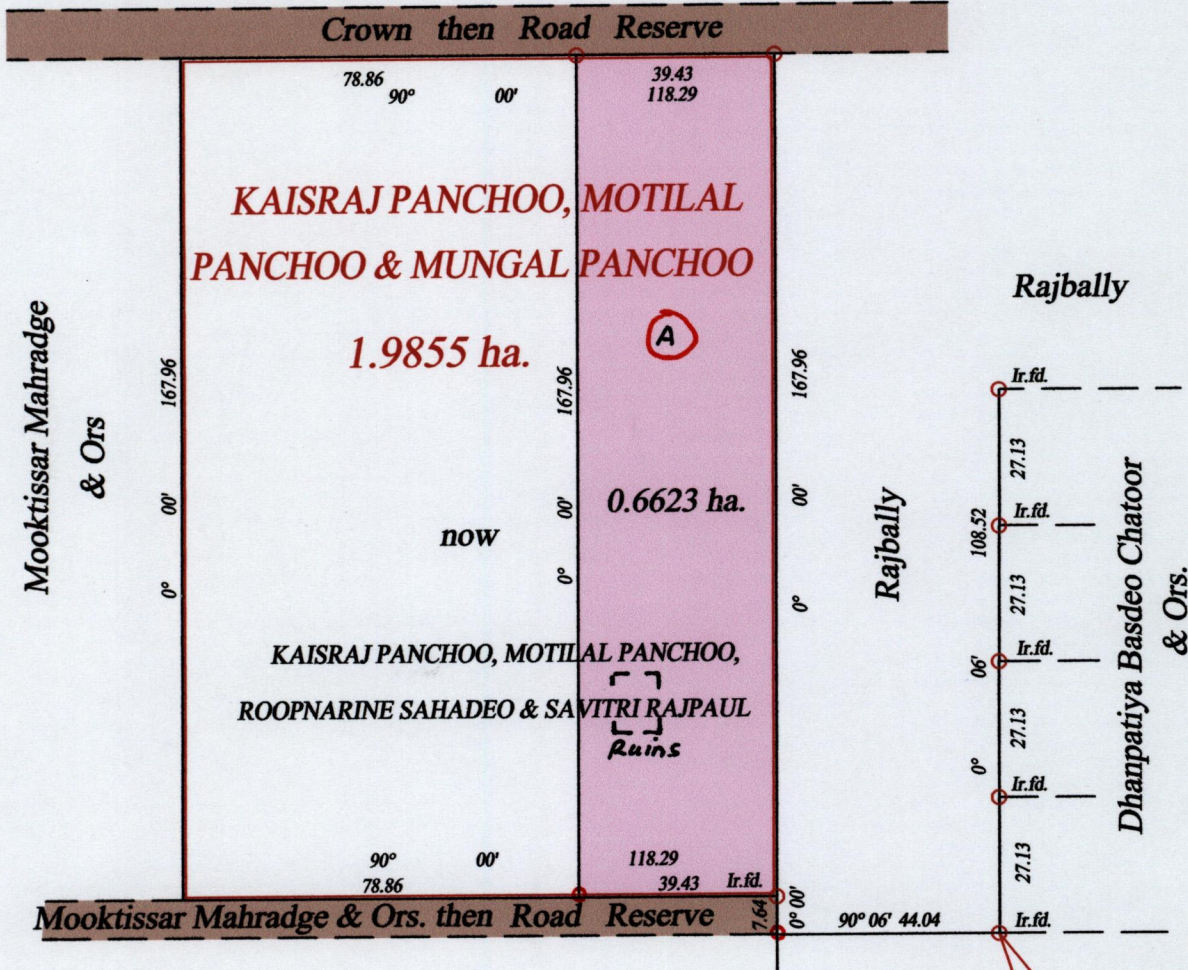 Crown then Road Reserve
78.86
90° 00'
39.43
118.29
KAISRAJ PANCHOO, MOTILAL
PANCHOO & MUNGAL PANCHOO
1.9855 ha.
A
Mooktissar Mahradge
& Ors
0° 00' 167.96
0° 00' 167.96
0° 00' 167.96
0.6623 ha.
now
KAISRAJ PANCHOO, MOTILAL PANCHOO,
ROOPNARINE SAHADEO & SAVITRI RAJPAUL
Ruins
90° 00'
78.86
118.29
39.43
Ir.fd.
Mooktissar Mahradge & Ors. then Road Reserve
7.64
0° 00'
90° 06' 44.04
Rajbally
Rajbally
Ir.fd.
27.13
Ir.fd.
27.13
Ir.fd.
27.13
Ir.fd.
27.13
Ir.fd.
0° 06' 108.52
Dhanpatiya Basdeo Chatoor
& Ors.